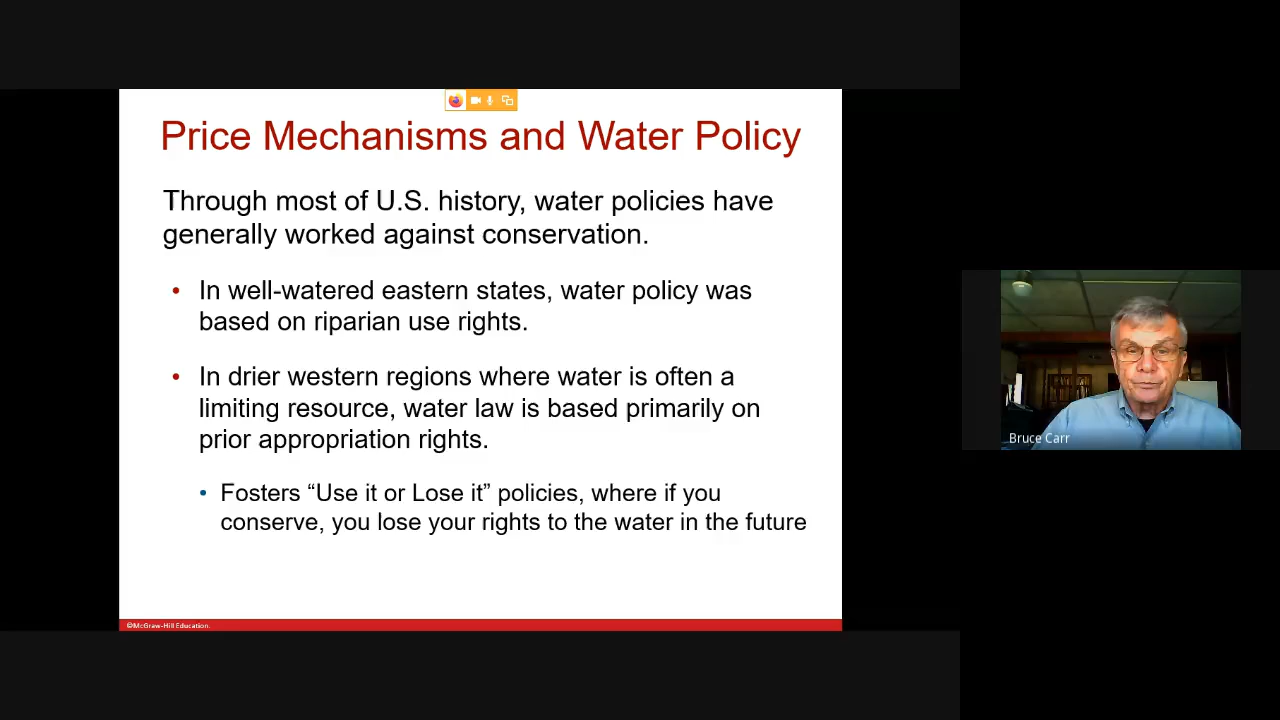 Price Mechanisms and Water Policy
Through most of U.S. history, water policies have
generally worked against conservation.
• In well-watered eastern states, water policy was
based on riparian use rights.
• In drier western regions where water is often a
limiting resource, water law is based primarily on
prior appropriation rights.
• Fosters “Use it or Lose it” policies, where if you
conserve, you lose your rights to the water in the future
©McGraw-Hill Education.
Bruce Carr